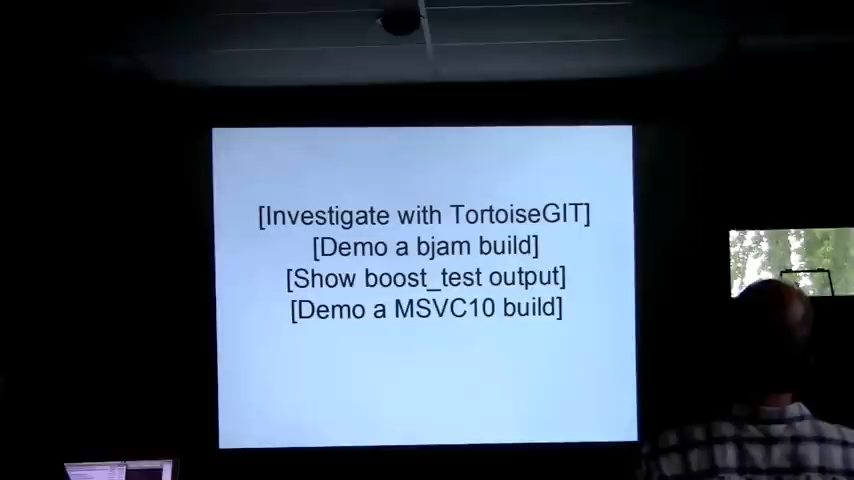 [Investigate with TortoiseGIT]
[Demo a bjam build]
[Show boost_test output]
[Demo a MSVC10 build]